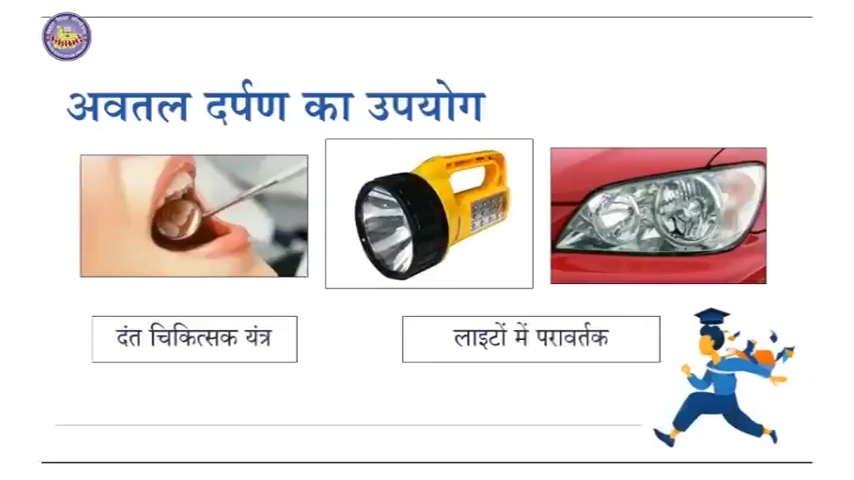 अवतल दर्पण का उपयोग
दंत चिकित्सक यंत्र
लाइटों में परावर्तक